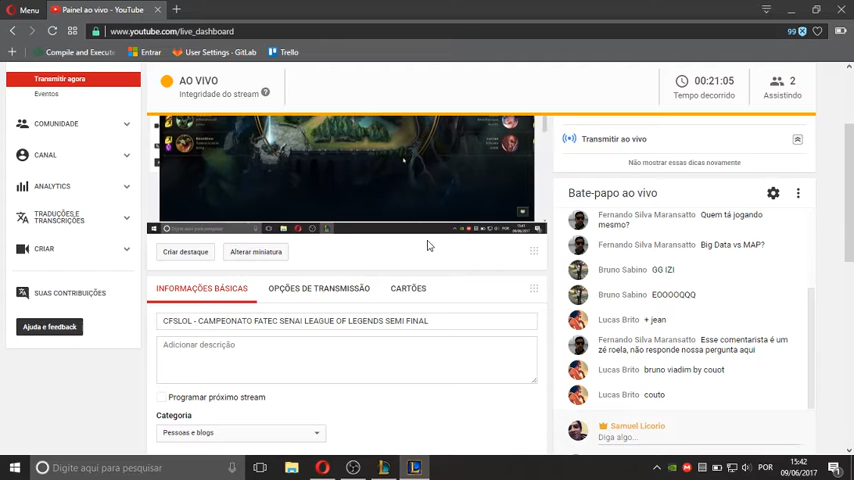 Menu
Painel ao vivo - YouTube
www.youtube.com/live_dashboard
99
Compile and Execut
Entrar
User Settings - GitLab
Trello
Transmitir agora
Eventos
COMUNIDADE
CANAL
ANALYTICS
TRADUÇÕES E
TRANSCRIÇÕES
CRIAR
SUAS CONTRIBUIÇÕES
Ajuda e feedback
AO VIVO
Integridade do stream
00:21:05
Tempo decorrido
2
Assistindo
Criar destaque
Alterar miniatura
INFORMAÇÕES BÁSICAS
OPÇÕES DE TRANSMISSÃO
CARTÕES
CFSLOL - CAMPEONATO FATEC SENAI LEAGUE OF LEGENDS SEMI FINAL
Adicionar descrição
Programar próximo stream
Categoria
Pessoas e blogs
Transmitir ao vivo
Não mostrar essas dicas novamente
Bate-papo ao vivo
Fernando Silva Maransatto Quem tá jogando
mesmo?
Fernando Silva Maransatto Big Data vs MAP?
Bruno Sabino GG IZI
Bruno Sabino EOOOOQQQ
Lucas Brito + jean
Fernando Silva Maransatto Esse comentarista é um
zé roela, não responde nossa pergunta aqui
Lucas Brito bruno viadim by couot
Lucas Brito couto
Samuel Licorio
Diga algo...
Digite aqui para pesquisar
POR
15:42
09/06/2017